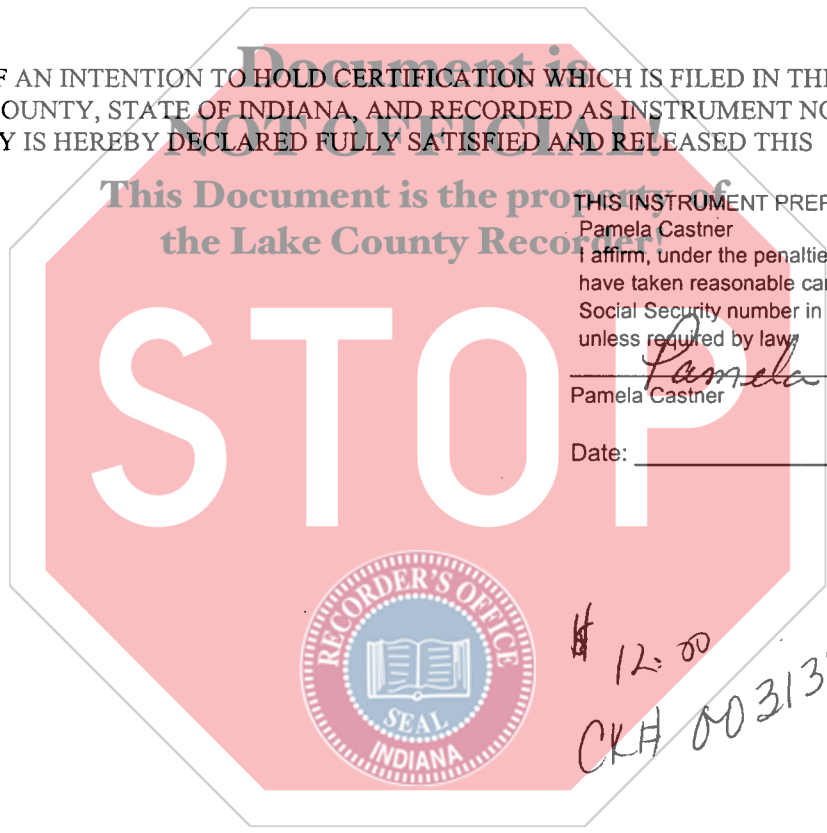 Document is
F AN INTENTION TO HOLD CERTIFICATION WHICH IS FILED IN THE
OUNTY, STATE OF INDIANA, AND RECORDED AS INSTRUMENT NO
NOT OFFICIAL!
Y IS HEREBY DECLARED FULLY SATISFIED AND RELEASED THIS
This Document is the property of
the Lake County Recorder!
THIS INSTRUMENT PREP
Pamela Castner
I affirm, under the penaltie
have taken reasonable car
Social Security number in
unless required by law
Pamela
Pamela Castner
Date:
STOP
RECORDER'S OFFICE
SEAL
INDIANA
$ 12.00
CK# 00313